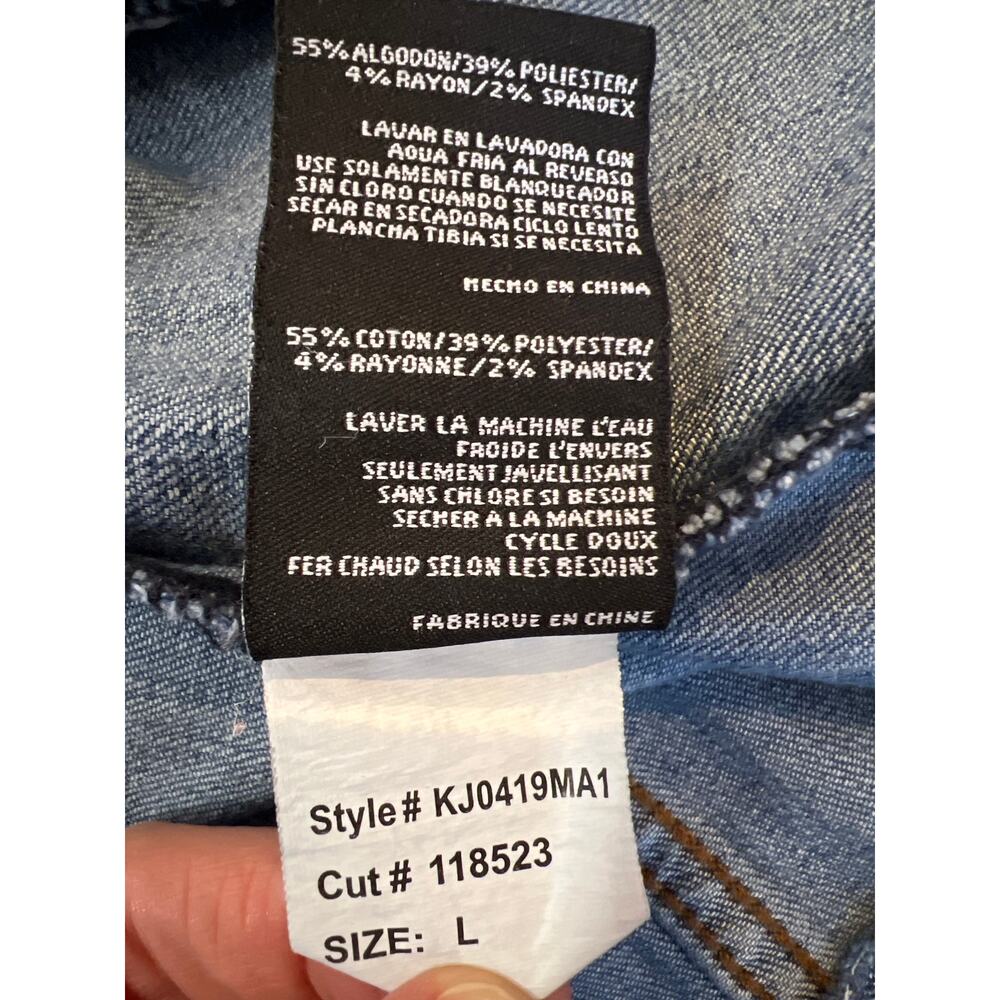 55% ALGODON/39% POLIESTER/
4% RAYON/2% SPANDEX
LAVAR EN LAVADORA CON
AGUA FRIA AL REVERSO
USE SOLAMENTE BLANQUEADOR
SIN CLORO CUANDO SE NECESITE
SECAR EN SECADORA CICLO LENTO
PLANCHA TIBIA SI SE NECESITA
HECHO EN CHINA
55% COTON/39% POLYESTER/
4% RAYONNE/2% SPANDEX
LAVER LA MACHINE L'EAU
FROIDE L'ENVERS
SEULEMENT JAVELLISANT
SANS CHLORE SI BESOIN
SECHER A LA MACHINE
CYCLE DOUX
FER CHAUD SELON LES BESOINS
FABRIQUE EN CHINE
Style# KJ0419MA1
Cut# 118523
SIZE: L